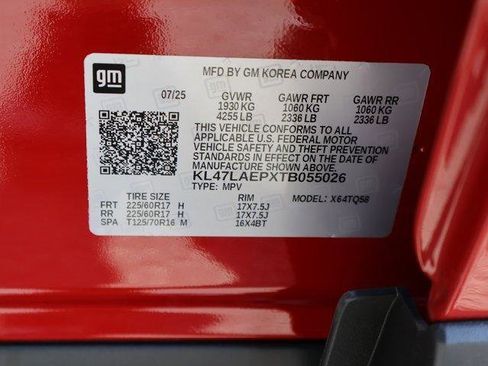 gm
MFD BY GM KOREA COMPANY
07/25
GVWR GAWR FRT GAWR RR
1930 KG 1060 KG 1060 KG
4255 LB 2336 LB 2336 LB
THIS VEHICLE CONFORMS TO ALL
APPLICABLE U.S. FEDERAL MOTOR
VEHICLE SAFETY AND THEFT
PREVENTION STANDARDS IN EFFECT
ON THE DATE OF MANUFACTURE
SHOWN ABOVE.
KL47LAEPXTB055026
TYPE: MPV
TIRE SIZE RIM MODEL: X64TQ58
FRT 225/60R17 H 17X7.5J
RR 225/60R17 H 17X7.5J
SPA T125/70R16 M 16X4BT